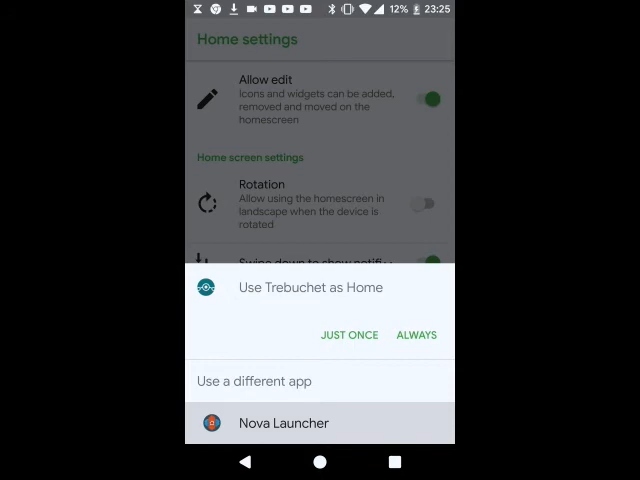 12% 23:25
Home settings
Allow edit
Icons and widgets can be added,
removed and moved on the
homescreen
Home screen settings
Rotation
Allow using the homescreen in
landscape when the device is
rotated
Swipe down to show
Use Trebuchet as Home
JUST ONCE ALWAYS
Use a different app
Nova Launcher